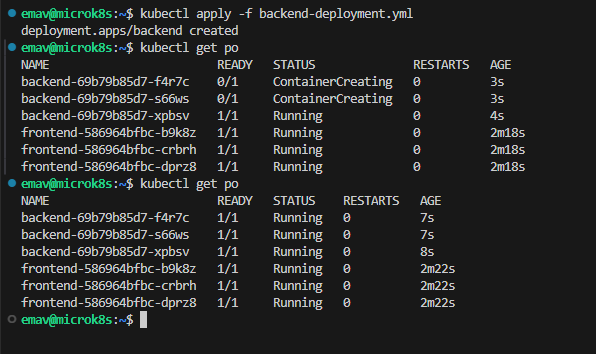 emav@microk8s:~$ kubectl apply -f backend-deployment.yml
deployment.apps/backend created
emav@microk8s:~$ kubectl get po
NAME READY STATUS RESTARTS AGE
backend-69b79b85d7-f4r7c 0/1 ContainerCreating 0 3s
backend-69b79b85d7-s66ws 0/1 ContainerCreating 0 3s
backend-69b79b85d7-xpbsv 1/1 Running 0 4s
frontend-586964bfbc-b9k8z 1/1 Running 0 2m18s
frontend-586964bfbc-crbrh 1/1 Running 0 2m18s
frontend-586964bfbc-dprz8 1/1 Running 0 2m18s
emav@microk8s:~$ kubectl get po
NAME READY STATUS RESTARTS AGE
backend-69b79b85d7-f4r7c 1/1 Running 0 7s
backend-69b79b85d7-s66ws 1/1 Running 0 7s
backend-69b79b85d7-xpbsv 1/1 Running 0 8s
frontend-586964bfbc-b9k8z 1/1 Running 0 2m22s
frontend-586964bfbc-crbrh 1/1 Running 0 2m22s
frontend-586964bfbc-dprz8 1/1 Running 0 2m22s
emav@microk8s:~$